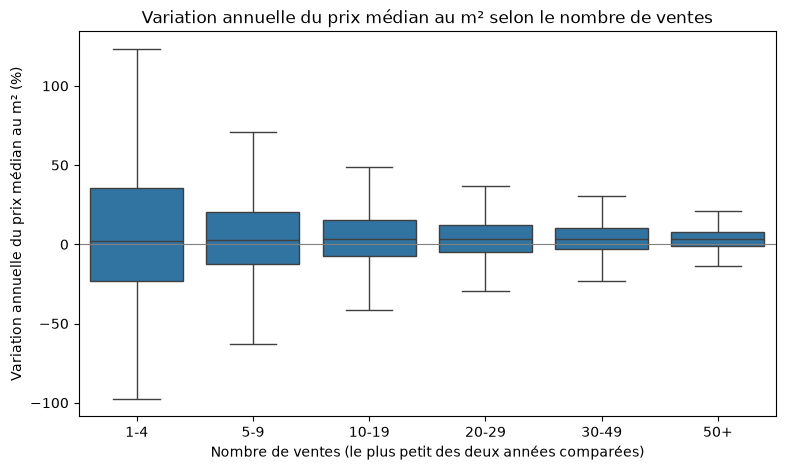 Variation annuelle du prix médian au m² selon le nombre de ventes
Variation annuelle du prix médian au m² (%)
100
50
0
−50
−100
1-4 5-9 10-19 20-29 30-49 50+
Nombre de ventes (le plus petit des deux années comparées)